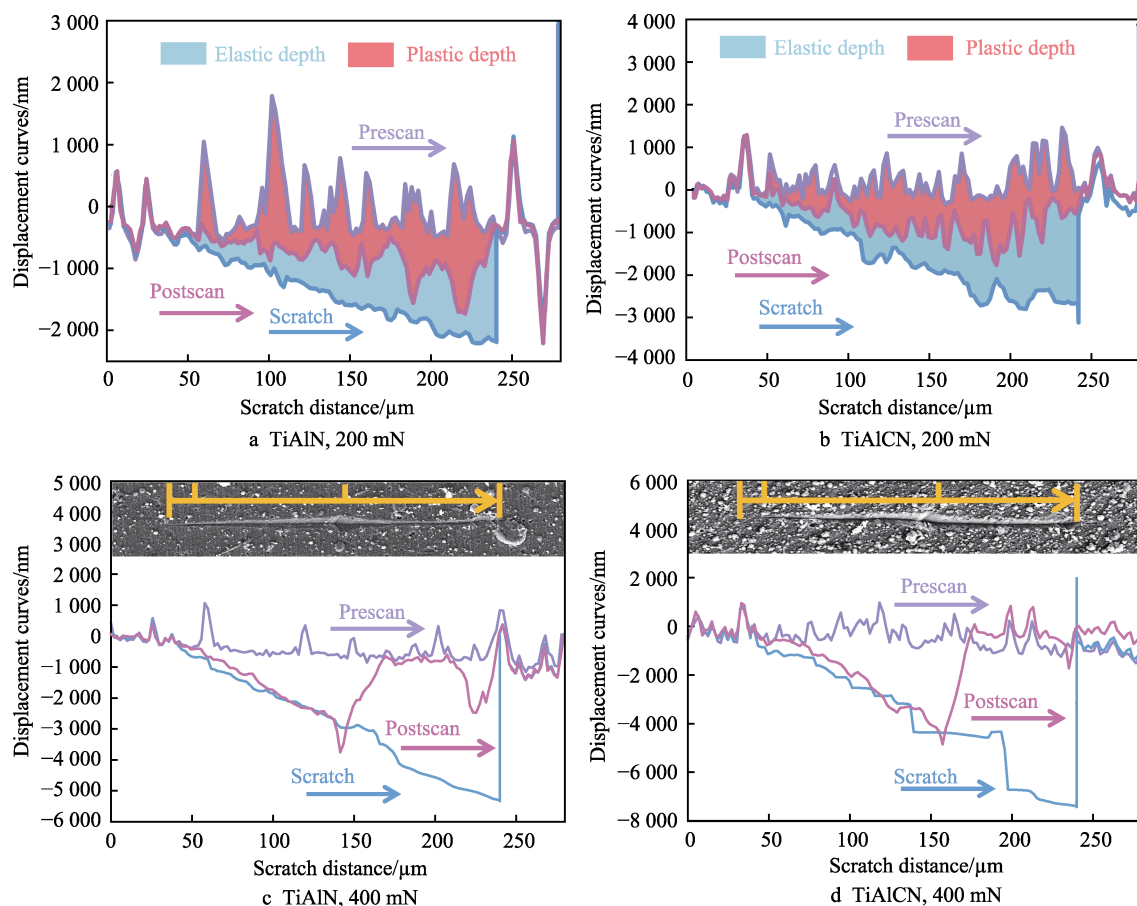 3 000
2 000
1 000
0
−1 000
−2 000
Displacement curves/nm
Elastic depth
Plastic depth
Prescan
Postscan
Scratch
0
50
100
150
200
250
Scratch distance/μm
a TiAlN, 200 mN
4 000
3 000
2 000
1 000
0
−1 000
−2 000
−3 000
−4 000
Displacement curves/nm
Elastic depth
Plastic depth
Prescan
Postscan
Scratch
0
50
100
150
200
250
Scratch distance/μm
b TiAlCN, 200 mN
5 000
4 000
3 000
2 000
1 000
0
−1 000
−2 000
−3 000
−4 000
−5 000
−6 000
Displacement curves/nm
Prescan
Postscan
Scratch
0
50
100
150
200
250
Scratch distance/μm
c TiAlN, 400 mN
6 000
4 000
2 000
0
−2 000
−4 000
−6 000
−8 000
Displacement curves/nm
Prescan
Postscan
Scratch
0
50
100
150
200
250
Scratch distance/μm
d TiAlCN, 400 mN